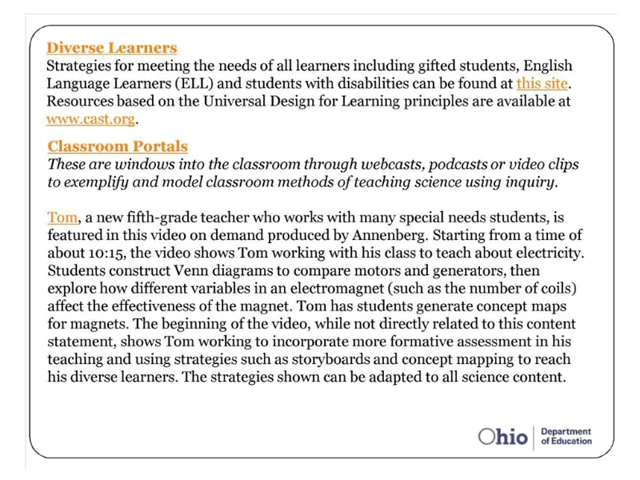 Diverse Learners
Strategies for meeting the needs of all learners including gifted students, English
Language Learners (ELL) and students with disabilities can be found at this site.
Resources based on the Universal Design for Learning principles are available at
www.cast.org.
Classroom Portals
These are windows into the classroom through webcasts, podcasts or video clips
to exemplify and model classroom methods of teaching science using inquiry.
Tom, a new fifth-grade teacher who works with many special needs students, is
featured in this video on demand produced by Annenberg. Starting from a time of
about 10:15, the video shows Tom working with his class to teach about electricity.
Students construct Venn diagrams to compare motors and generators, then
explore how different variables in an electromagnet (such as the number of coils)
affect the effectiveness of the magnet. Tom has students generate concept maps
for magnets. The beginning of the video, while not directly related to this content
statement, shows Tom working to incorporate more formative assessment in his
teaching and using strategies such as storyboards and concept mapping to reach
his diverse learners. The strategies shown can be adapted to all science content.
Ohio Department
of Education